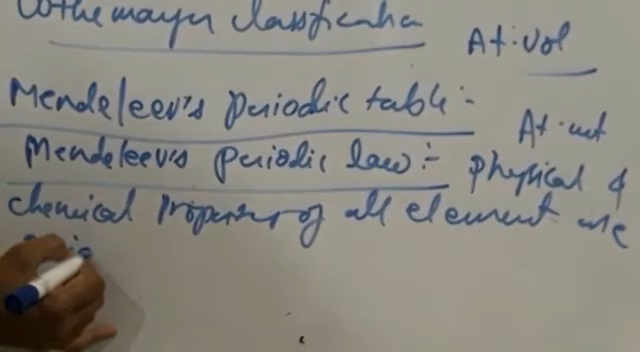 Lothemayer Classification At. vol
Mendeleev's periodic table :- At. wt
Mendeleev's periodic law :- physical &
chemical Properties of all element are